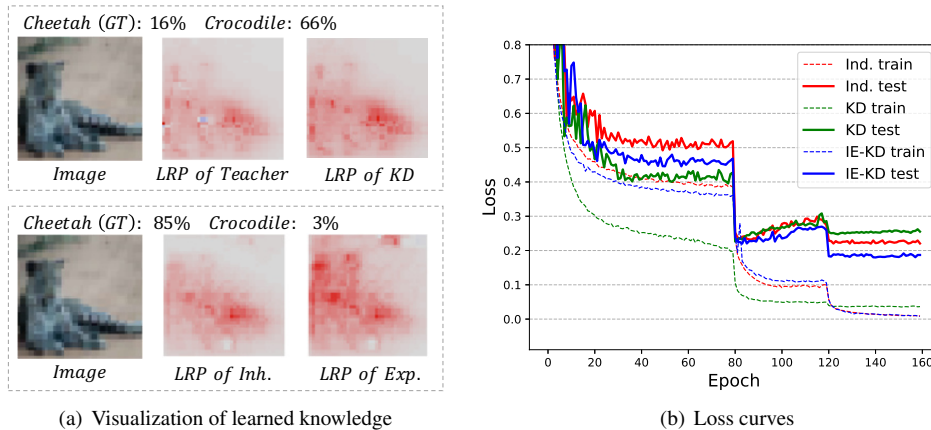 Cheetah (GT): 16% Crocodile: 66%
Image LRP of Teacher LRP of KD
Cheetah (GT): 85% Crocodile: 3%
Image LRP of Inh. LRP of Exp.
(a) Visualization of learned knowledge
0.8
0.7
0.6
0.5
0.4
0.3
0.2
0.1
0.0
Loss
Ind. train
Ind. test
KD train
KD test
IE-KD train
IE-KD test
0 20 40 60 80 100 120 140 160
Epoch
(b) Loss curves